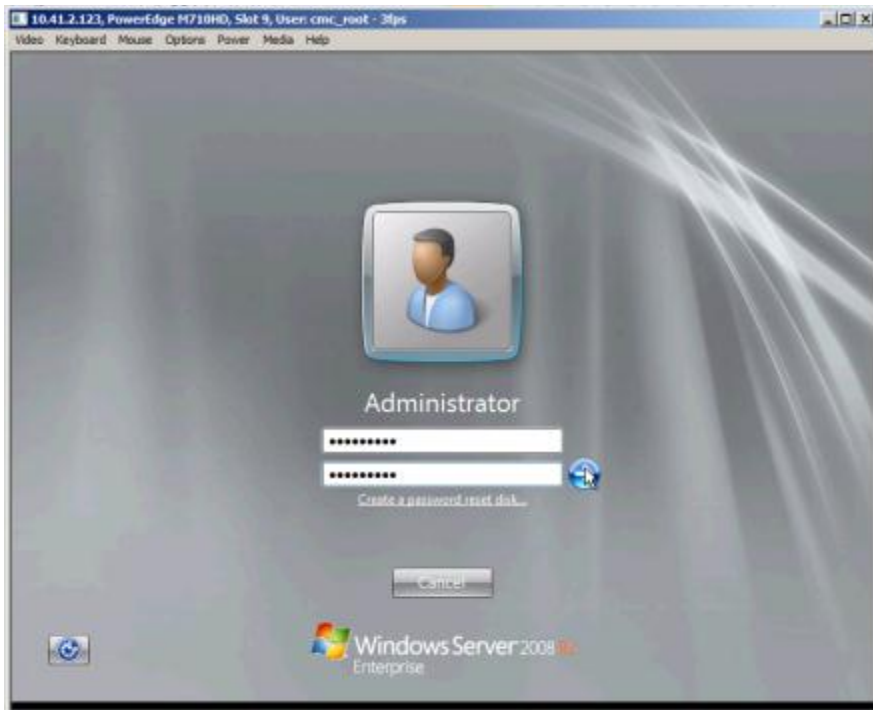 10.41.2.123, PowerEdge M710HD, Slot 9, User: cmc_root - 3fps
Video Keyboard Mouse Options Power Media Help
Administrator
•••••••••
•••••••••
Create a password reset disk...
Cancel
Windows Server 2008 R2
Enterprise